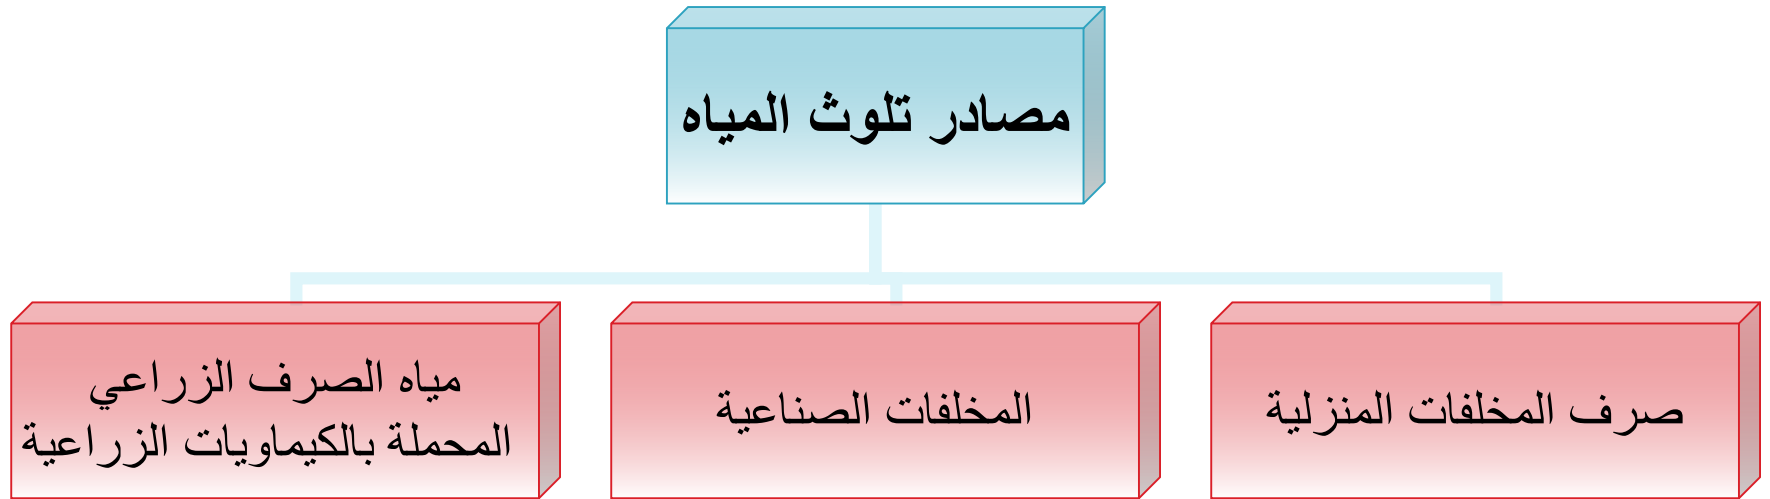 مصادر تلوث المياه
صرف المخلفات المنزلية
المخلفات الصناعية
مياه الصرف الزراعي
المحملة بالكيماويات الزراعية